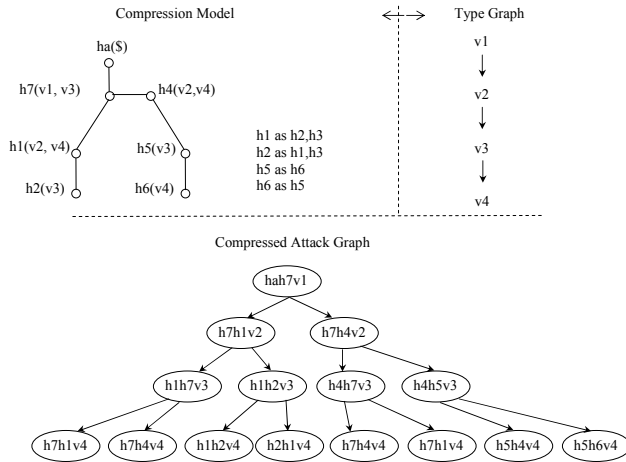 Compression Model
Type Graph
ha($)
h7(v1, v3)
h4(v2,v4)
h1(v2, v4)
h5(v3)
h2(v3)
h6(v4)
h1 as h2,h3
h2 as h1,h3
h5 as h6
h6 as h5
v1
v2
v3
v4
Compressed Attack Graph
hah7v1
h7h1v2
h7h4v2
h1h7v3
h1h2v3
h4h7v3
h4h5v3
h7h1v4
h7h4v4
h1h2v4
h2h1v4
h7h4v4
h7h1v4
h5h4v4
h5h6v4